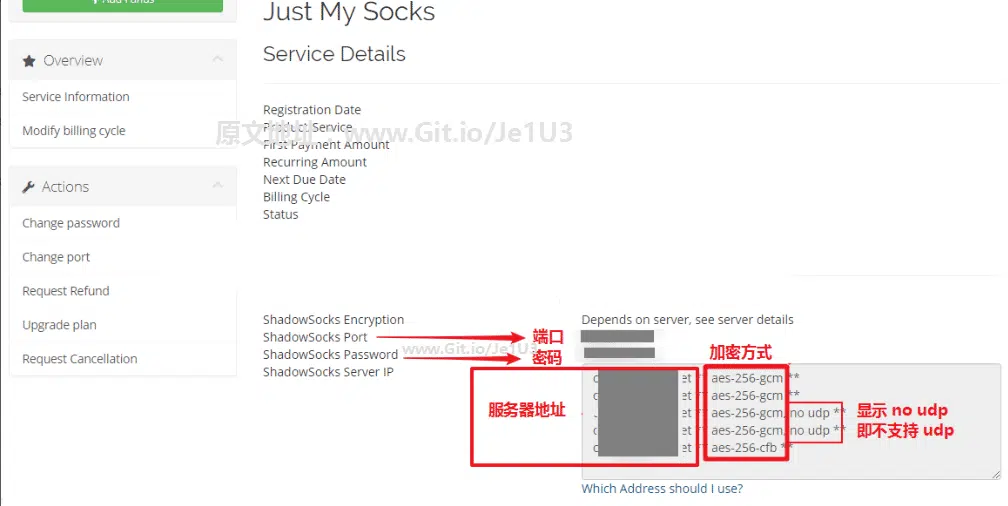 Add Funds
Just My Socks
Service Details
Overview
Service Information
Modify billing cycle
Actions
Change password
Change port
Request Refund
Upgrade plan
Request Cancellation
原文地址：www.Git.io/Je1U3
Registration Date
Product Service
First Payment Amount
Recurring Amount
Next Due Date
Billing Cycle
Status
ShadowSocks Encryption
Depends on server, see server details
ShadowSocks Port
端口
ShadowSocks Password
密码
www.Git.io/Je1U3
ShadowSocks Server IP
加密方式
服务器地址
et ** aes-256-gcm **
et ** aes-256-gcm **
et ** aes-256-gcm, no udp **
et ** aes-256-gcm, no udp **
et ** aes-256-cfb **
显示 no udp
即不支持 udp
Which Address should I use?